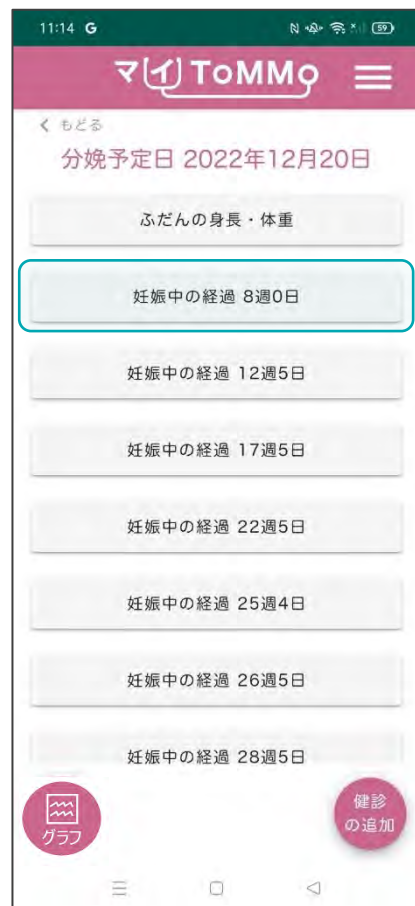 11:14 G
59
マイToMMo
もどる
分娩予定日 2022年12月20日
ふだんの身長・体重
妊娠中の経過 8週0日
妊娠中の経過 12週5日
妊娠中の経過 17週5日
妊娠中の経過 22週5日
妊娠中の経過 25週4日
妊娠中の経過 26週5日
妊娠中の経過 28週5日
グラフ
健診
の追加